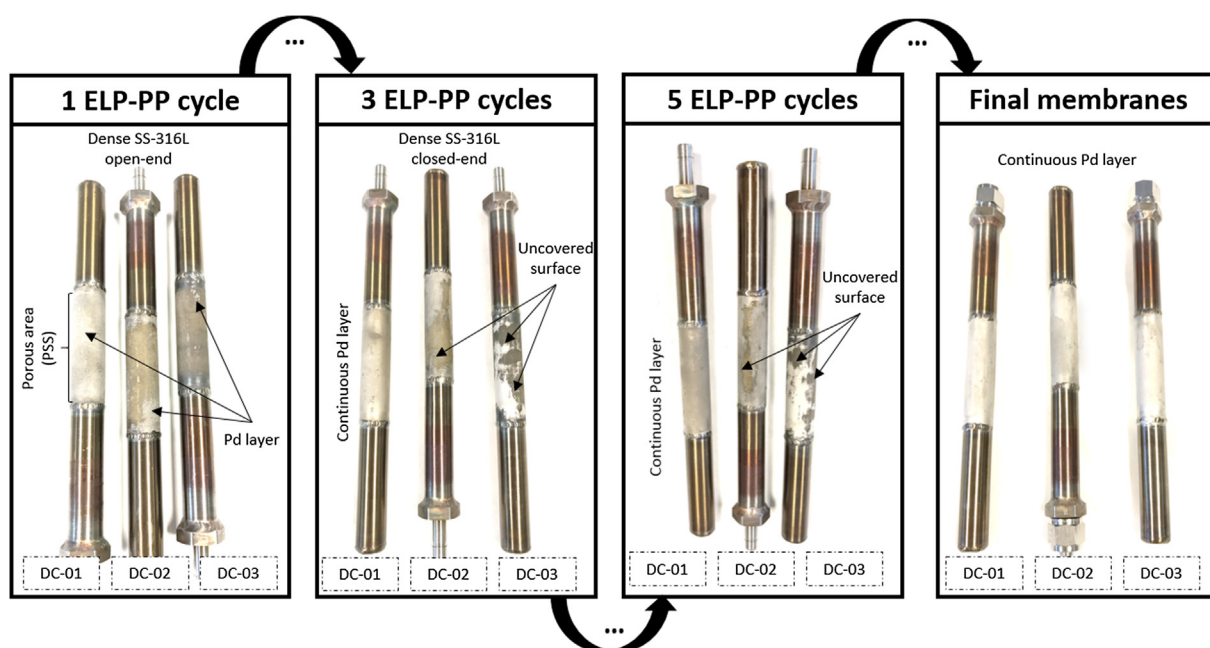 ...
...
1 ELP-PP cycle
Dense SS-316L
open-end
Porous area
(PSS)
Pd layer
DC-01
DC-02
DC-03
3 ELP-PP cycles
Dense SS-316L
closed-end
Uncovered
surface
Continuous Pd layer
DC-01
DC-02
DC-03
...
5 ELP-PP cycles
Uncovered
surface
Continuous Pd layer
DC-01
DC-02
DC-03
Final membranes
Continuous Pd layer
DC-01
DC-02
DC-03